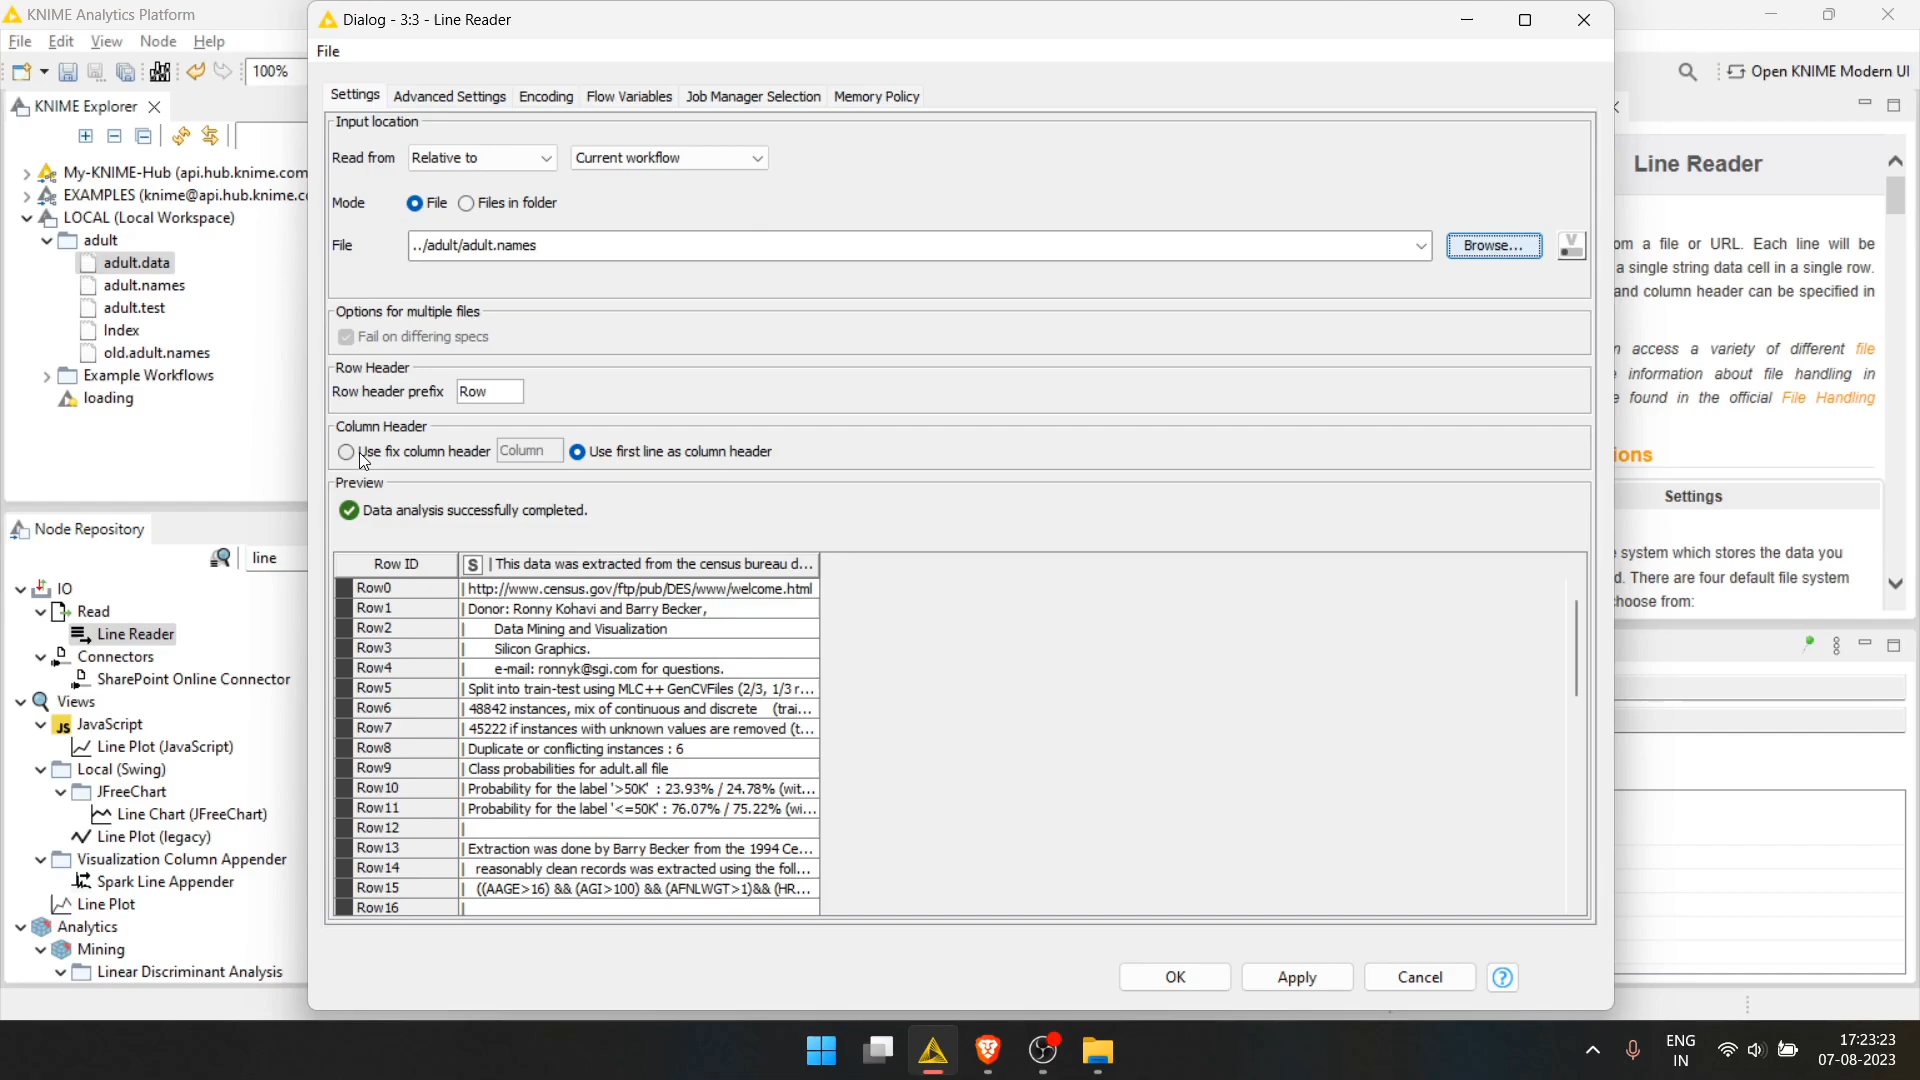 KNIME Analytics Platform
File Edit View Node Help
100%
Open KNIME Modern UI
KNIME Explorer
My-KNIME-Hub (api.hub.knime.com
EXAMPLES (knime@api.hub.knime.c
LOCAL (Local Workspace)
adult
adult.data
adult.names
adult.test
Index
old.adult.names
Example Workflows
loading
Node Repository
line
IO
Read
Line Reader
Connectors
SharePoint Online Connector
Views
JS JavaScript
Line Plot (JavaScript)
Local (Swing)
JFreeChart
Line Chart (JFreeChart)
Line Plot (legacy)
Visualization Column Appender
Spark Line Appender
Line Plot
Analytics
Mining
Linear Discriminant Analysis
Dialog - 3:3 - Line Reader
File
Settings Advanced Settings Encoding Flow Variables Job Manager Selection Memory Policy
Input location
Read from Relative to Current workflow
Mode File Files in folder
File ../adult/adult.names Browse... V
Options for multiple files
Fail on differing specs
Row Header
Row header prefix Row
Column Header
Use fix column header Column Use first line as column header
Preview
Data analysis successfully completed.
Row ID S | This data was extracted from the census bureau d...
Row0 | http://www.census.gov/ftp/pub/DES/www/welcome.html
Row1 | Donor: Ronny Kohavi and Barry Becker,
Row2 | Data Mining and Visualization
Row3 | Silicon Graphics.
Row4 | e-mail: ronnyk@sgi.com for questions.
Row5 | Split into train-test using MLC++ GenCVFiles (2/3, 1/3 r...
Row6 | 48842 instances, mix of continuous and discrete (trai...
Row7 | 45222 if instances with unknown values are removed (t...
Row8 | Duplicate or conflicting instances : 6
Row9 | Class probabilities for adult.all file
Row10 | Probability for the label '>50K' : 23.93% / 24.78% (wit...
Row11 | Probability for the label '<=50K' : 76.07% / 75.22% (wi...
Row12 |
Row13 | Extraction was done by Barry Becker from the 1994 Ce...
Row14 | reasonably clean records was extracted using the foll...
Row15 | ((AAGE>16) && (AGI>100) && (AFNLWGT>1)&& (HR...
Row16 |
OK Apply Cancel ?
Line Reader
om a file or URL. Each line will be
a single string data cell in a single row.
and column header can be specified in
n access a variety of different file
information about file handling in
e found in the official File Handling
ions
Settings
system which stores the data you
d. There are four default file system
hoose from:
ENG
IN
17:23:23
07-08-2023